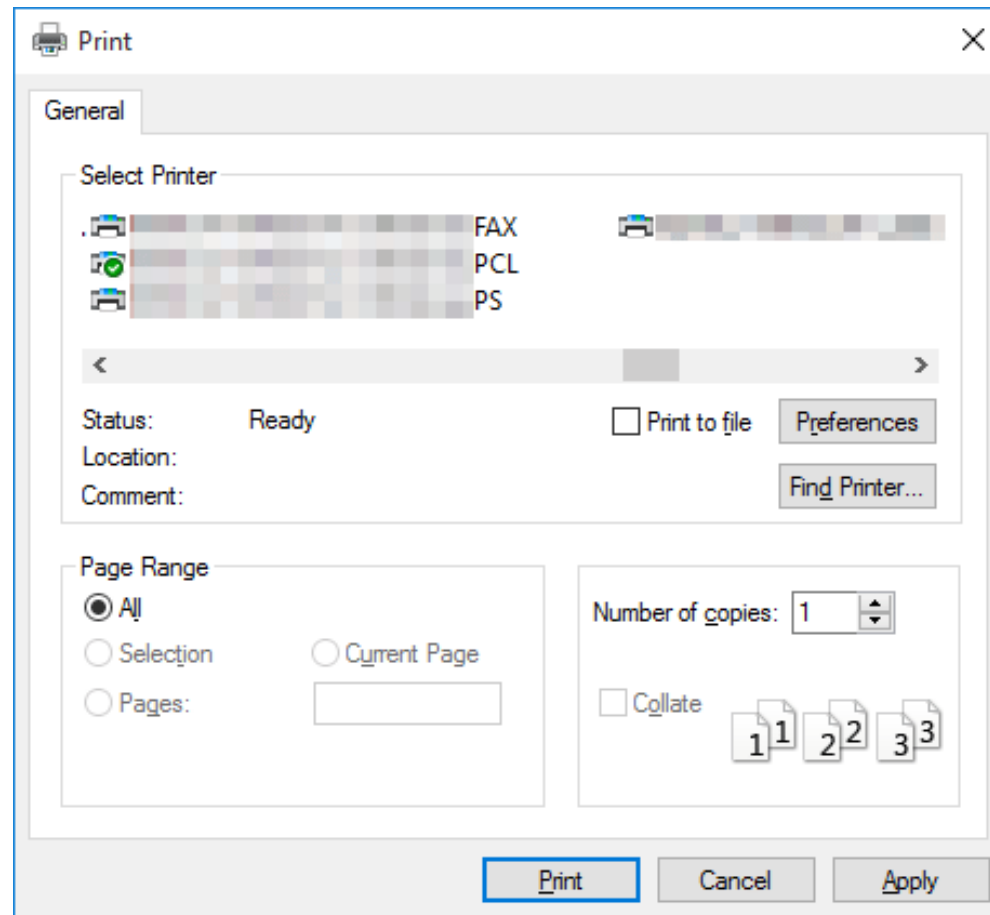 Print
General
Select Printer
FAX
PCL
PS
Status: Ready Print to file Preferences
Location:
Comment: Find Printer...
Page Range
All
Selection Current Page
Pages:
Number of copies: 1
Collate 1 1 2 2 3 3
Print Cancel Apply